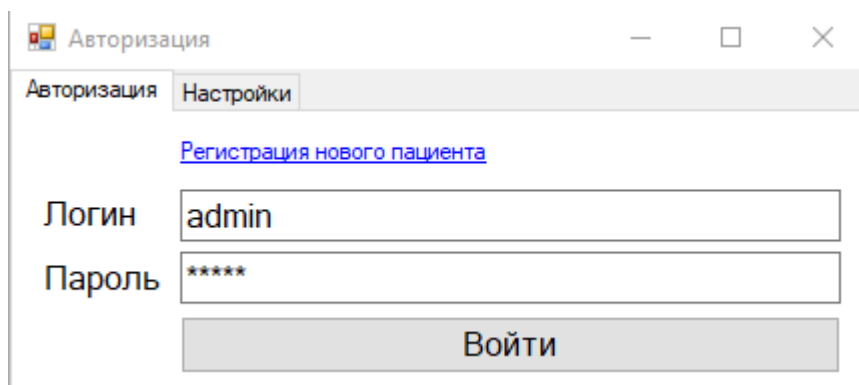 Авторизация
Авторизация Настройки
Регистрация нового пациента
Логин admin
Пароль *****
Войти